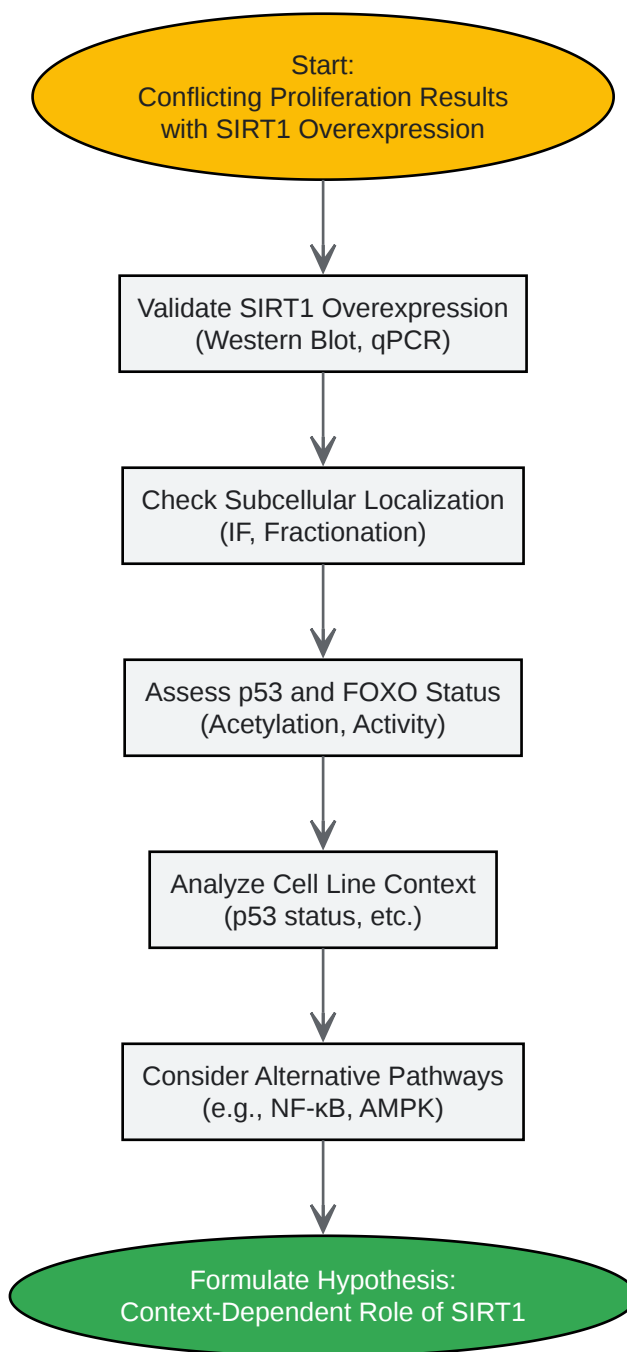 Start:
Conflicting Proliferation Results
with SIRT1 Overexpression
Validate SIRT1 Overexpression
(Western Blot, qPCR)
Check Subcellular Localization
(IF, Fractionation)
Assess p53 and FOXO Status
(Acetylation, Activity)
Analyze Cell Line Context
(p53 status, etc.)
Consider Alternative Pathways
(e.g., NF-κB, AMPK)
Formulate Hypothesis:
Context-Dependent Role of SIRT1